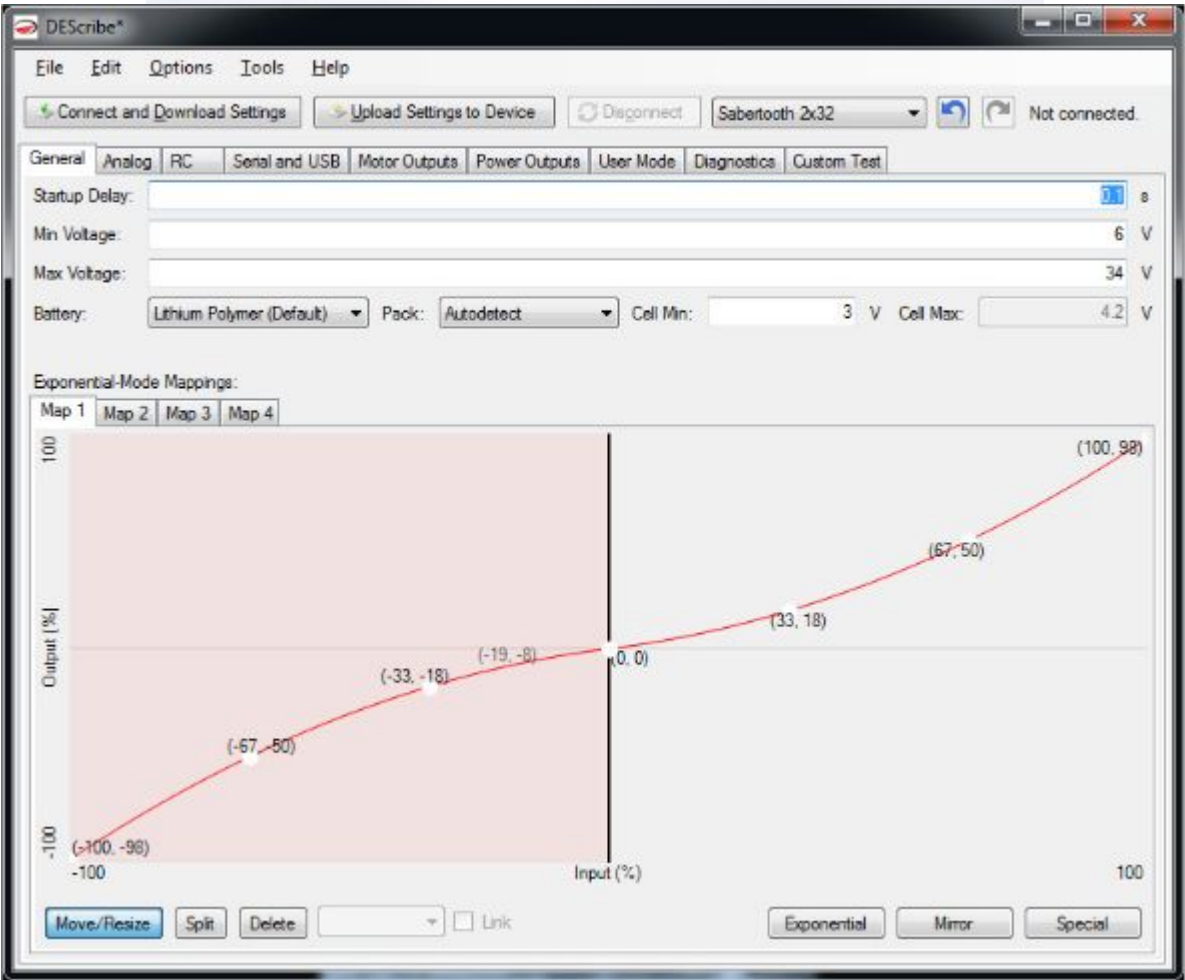 DEScribe*
File Edit Options Tools Help
Connect and Download Settings Upload Settings to Device Disconnect Sabertooth 2x32 Not connected.
General Analog RC Serial and USB Motor Outputs Power Outputs User Mode Diagnostics Custom Test
Startup Delay: 0.1 s
Min Voltage: 6 V
Max Voltage: 34 V
Battery: Lithium Polymer (Default) Pack: Autodetect Cell Min: 3 V Cell Max: 4.2 V
Exponential-Mode Mappings:
Map 1 Map 2 Map 3 Map 4
100
(100, 98)
(67, 50)
(33, 18)
Output (%)
(-19, -8) (0, 0)
(-33, -18)
(-67, -50)
-100 (-100, -98)
-100 Input (%) 100
Move/Resize Split Delete Link Exponential Mirror Special